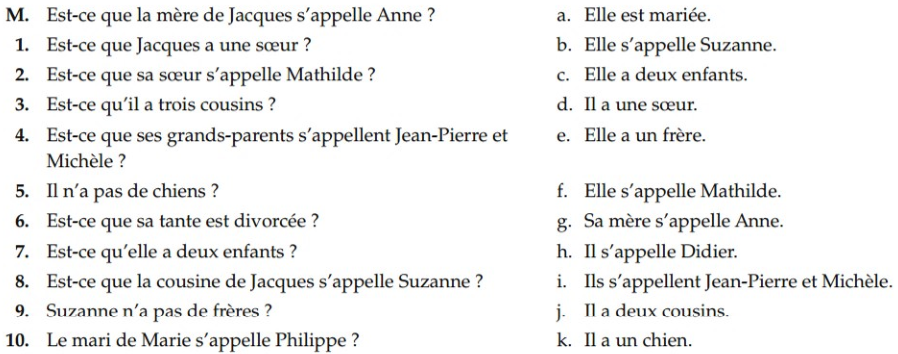 M. Est-ce que la mère de Jacques s’appelle Anne ? a. Elle est mariée.
1. Est-ce que Jacques a une sœur ? b. Elle s’appelle Suzanne.
2. Est-ce que sa sœur s’appelle Mathilde ? c. Elle a deux enfants.
3. Est-ce qu’il a trois cousins ? d. Il a une sœur.
4. Est-ce que ses grands-parents s’appellent Jean-Pierre et e. Elle a un frère.
Michèle ?
5. Il n’a pas de chiens ? f. Elle s’appelle Mathilde.
6. Est-ce que sa tante est divorcée ? g. Sa mère s’appelle Anne.
7. Est-ce qu’elle a deux enfants ? h. Il s’appelle Didier.
8. Est-ce que la cousine de Jacques s’appelle Suzanne ? i. Ils s’appellent Jean-Pierre et Michèle.
9. Suzanne n’a pas de frères ? j. Il a deux cousins.
10. Le mari de Marie s’appelle Philippe ? k. Il a un chien.